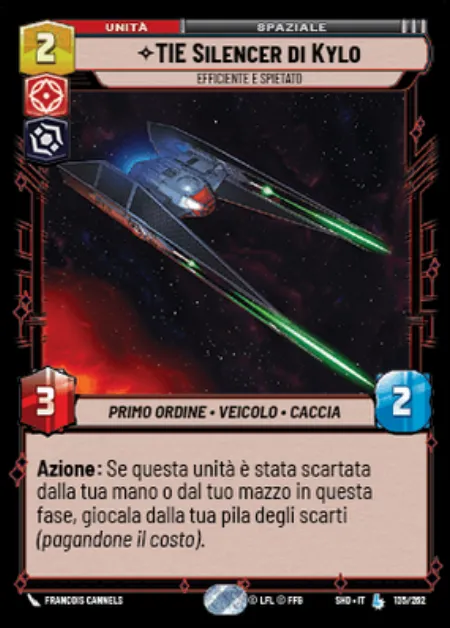 UNITÀ
SPAZIALE
2
TIE SILENCER DI KYLO
EFFICIENTE E SPIETATO
3
PRIMO ORDINE • VEICOLO • CACCIA
2
Azione: Se questa unità è stata scartata
dalla tua mano o dal tuo mazzo in questa
fase, giocala dalla tua pila degli scarti
(pagandone il costo).
FRANCOIS CANNELS
© LFL © FFG
SHD • IT
135/262